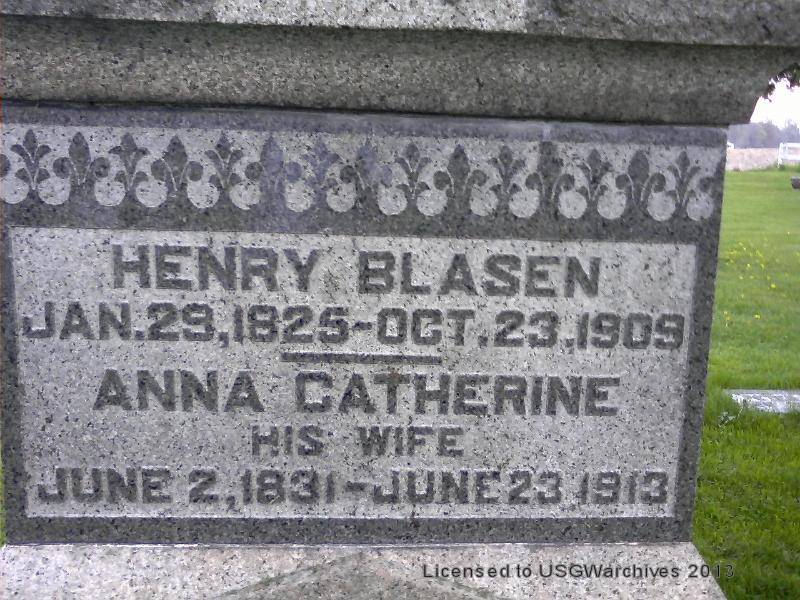 HENRY BLASEN
JAN. 29, 1825 - OCT. 23, 1909
ANNA CATHERINE
HIS WIFE
JUNE 2, 1831 - JUNE 23, 1913
Licensed to USGWarchives 2013